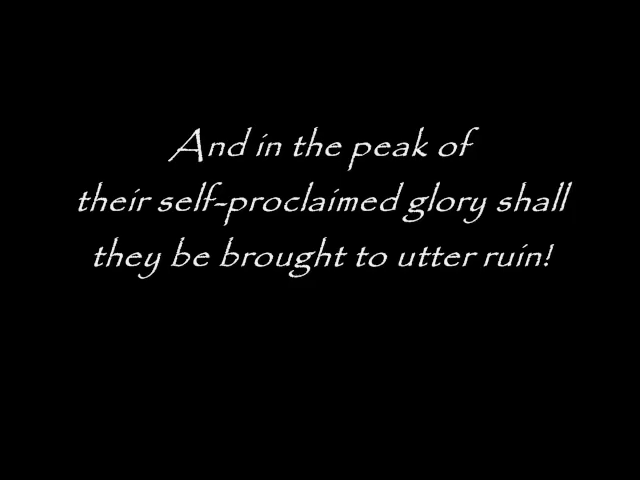 And in the peak of
their self-proclaimed glory shall
they be brought to utter ruin!